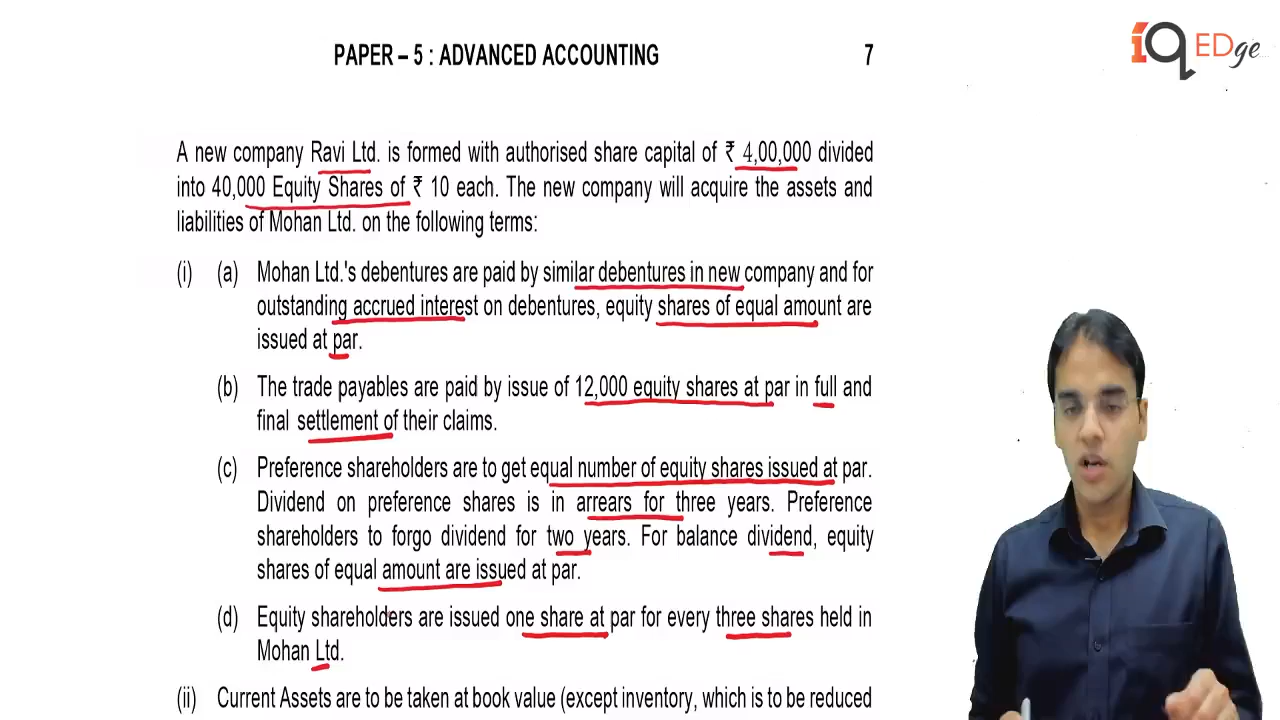 PAPER – 5 : ADVANCED ACCOUNTING 7
iQ EDge
A new company Ravi Ltd. is formed with authorised share capital of ₹ 4,00,000 divided
into 40,000 Equity Shares of ₹ 10 each. The new company will acquire the assets and
liabilities of Mohan Ltd. on the following terms:
(i) (a) Mohan Ltd.'s debentures are paid by similar debentures in new company and for
outstanding accrued interest on debentures, equity shares of equal amount are
issued at par.
(b) The trade payables are paid by issue of 12,000 equity shares at par in full and
final settlement of their claims.
(c) Preference shareholders are to get equal number of equity shares issued at par.
Dividend on preference shares is in arrears for three years. Preference
shareholders to forgo dividend for two years. For balance dividend, equity
shares of equal amount are issued at par.
(d) Equity shareholders are issued one share at par for every three shares held in
Mohan Ltd.
(ii) Current Assets are to be taken at book value (except inventory, which is to be reduced